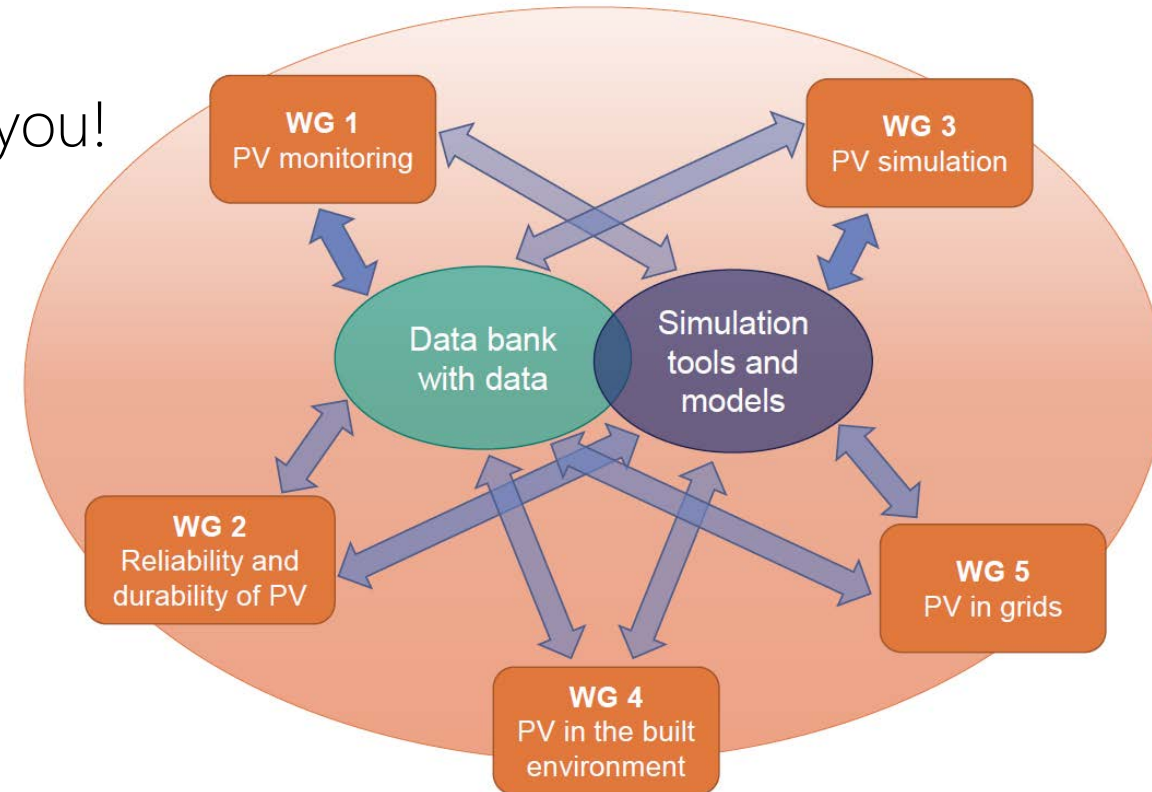 you!
WG 1
PV monitoring
WG 3
PV simulation
Data bank
with data
Simulation
tools and
models
WG 2
Reliability and
durability of PV
WG 5
PV in grids
WG 4
PV in the built
environment